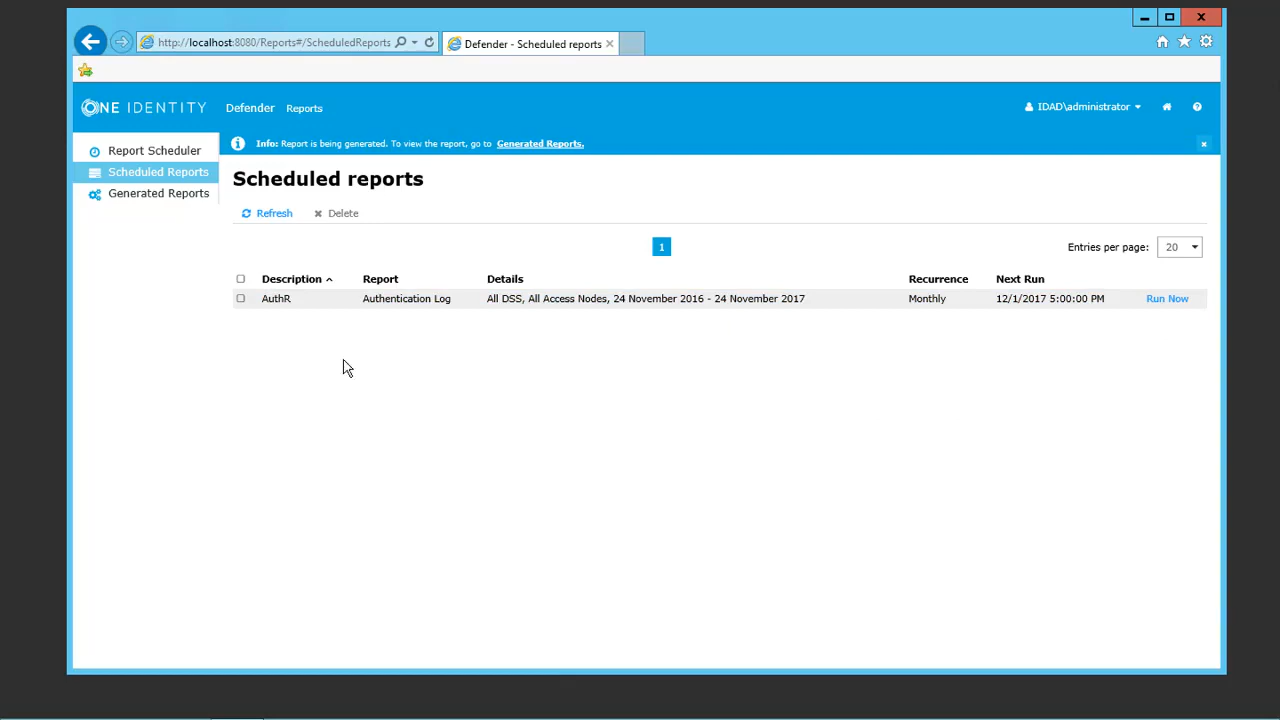 http://localhost:8080/Reports#/ScheduledReports
Defender - Scheduled reports
ONE IDENTITY Defender Reports IDAD\administrator
Info: Report is being generated. To view the report, go to Generated Reports.
Report Scheduler
Scheduled Reports
Generated Reports
Scheduled reports
Refresh Delete
1 Entries per page: 20
Description Report Details Recurrence Next Run
AuthR Authentication Log All DSS, All Access Nodes, 24 November 2016 - 24 November 2017 Monthly 12/1/2017 5:00:00 PM Run Now